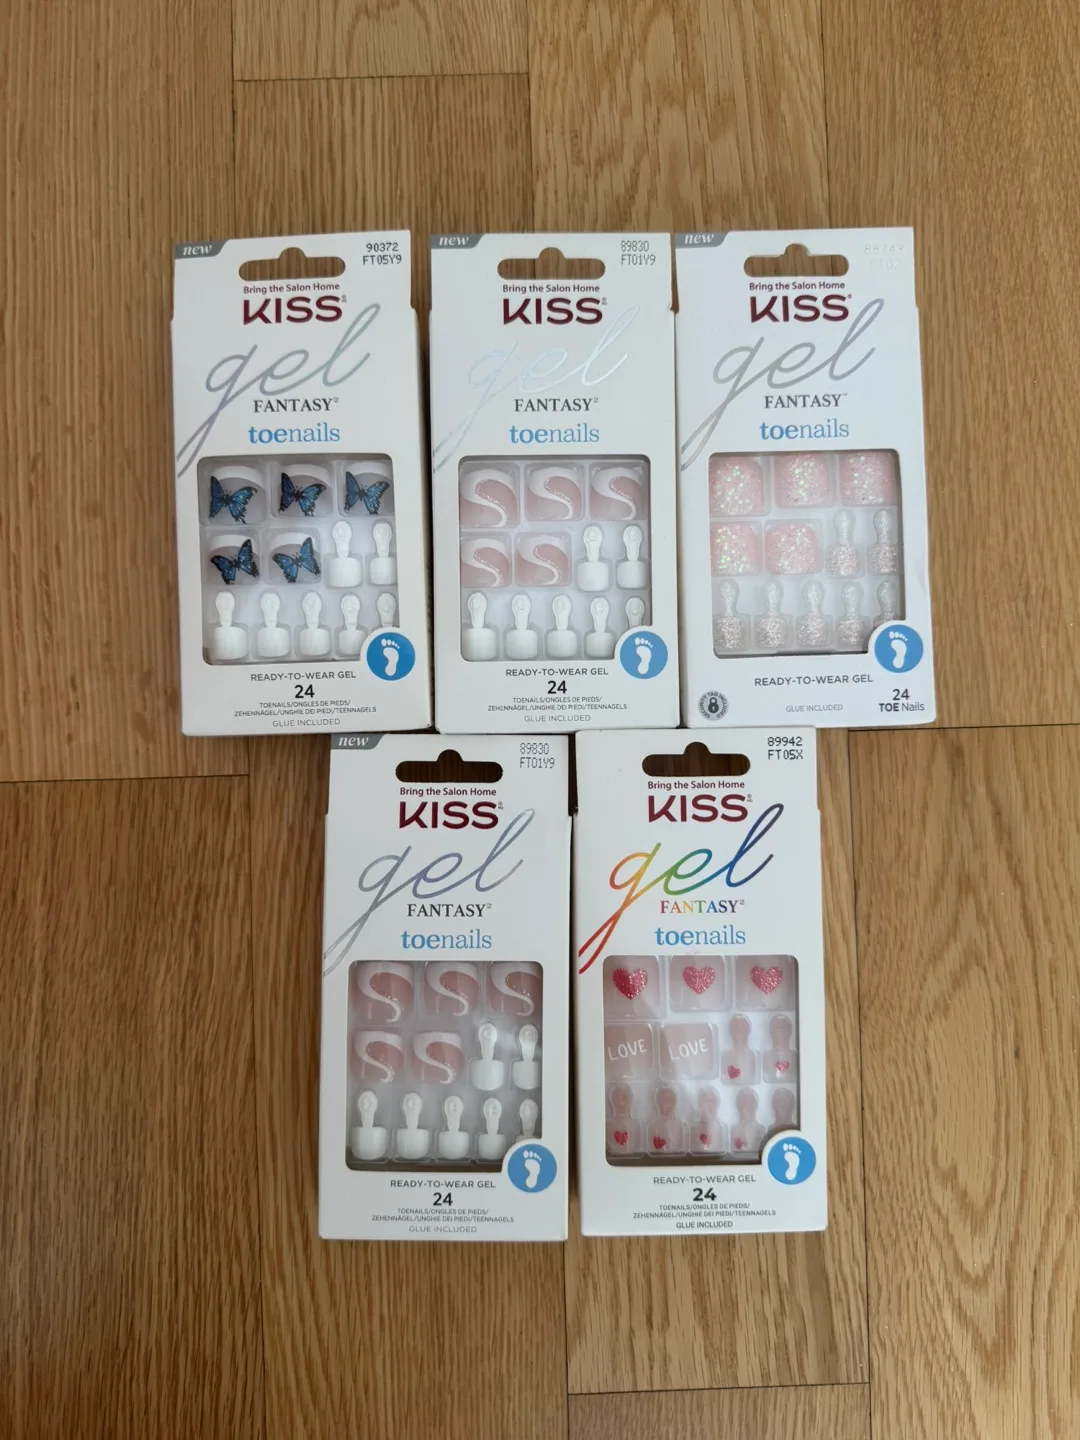 new
90372
FT05Y9
Bring the Salon Home
KISS
gel
FANTASY
toenails
READY-TO-WEAR GEL
24
TOENAILS/ONGLES DE PIEDS/
ZEHENNÄGEL/UNGHIE DEI PIEDI/TEENNAGELS
GLUE INCLUDED
new
89830
FT01Y9
Bring the Salon Home
KISS
gel
FANTASY
toenails
READY-TO-WEAR GEL
24
TOENAILS/ONGLES DE PIEDS/
ZEHENNÄGEL/UNGHIE DEI PIEDI/TEENNAGELS
GLUE INCLUDED
new
Bring the Salon Home
KISS
gel
FANTASY
toenails
READY-TO-WEAR GEL
SECURITY TAG INCLUDED
GLUE INCLUDED
24
TOE Nails
new
89830
FT01Y9
Bring the Salon Home
KISS
gel
FANTASY
toenails
READY-TO-WEAR GEL
24
TOENAILS/ONGLES DE PIEDS/
ZEHENNÄGEL/UNGHIE DEI PIEDI/TEENNAGELS
GLUE INCLUDED
89942
FT05X
Bring the Salon Home
KISS
gel
FANTASY
toenails
LOVE
LOVE
READY-TO-WEAR GEL
24
TOENAILS/ONGLES DE PIEDS/
ZEHENNÄGEL/UNGHIE DEI PIEDI/TEENNAGELS
GLUE INCLUDED